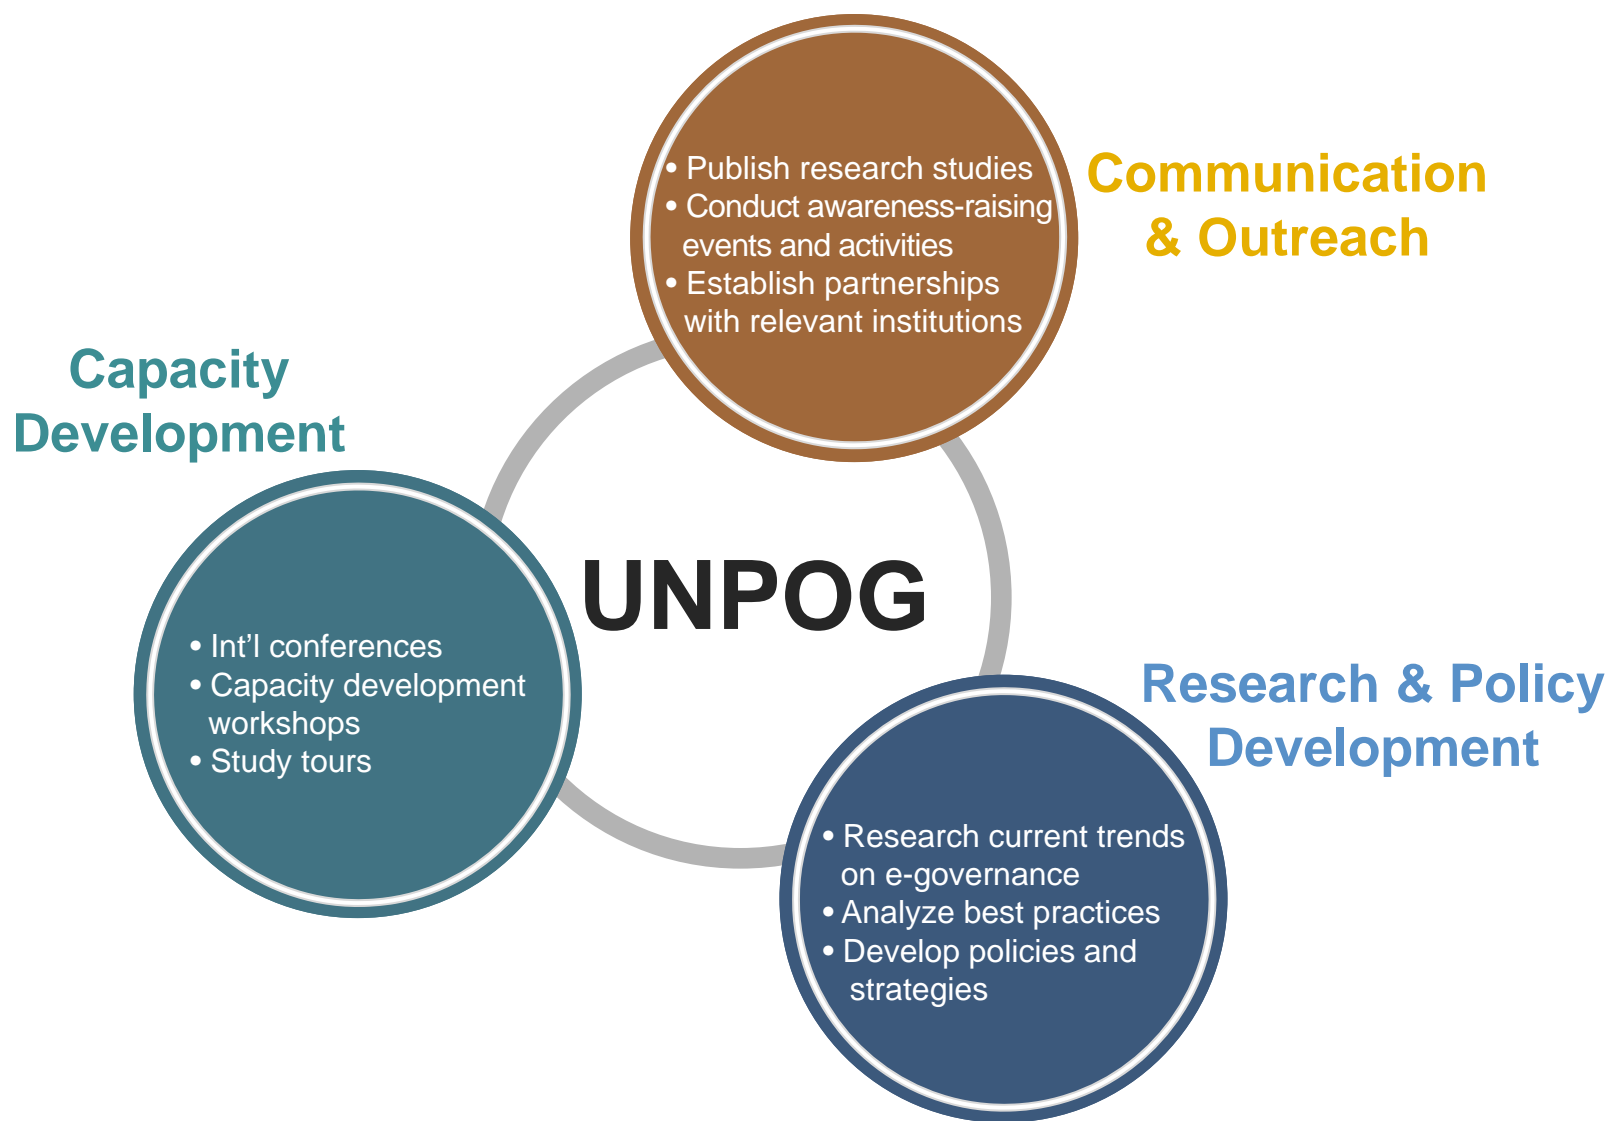 • Publish research studies
• Conduct awareness-raising
events and activities
• Establish partnerships
with relevant institutions
Communication
& Outreach
Capacity
Development
UNPOG
• Int’l conferences
• Capacity development
workshops
• Study tours
Research & Policy
Development
• Research current trends
on e-governance
• Analyze best practices
• Develop policies and
strategies